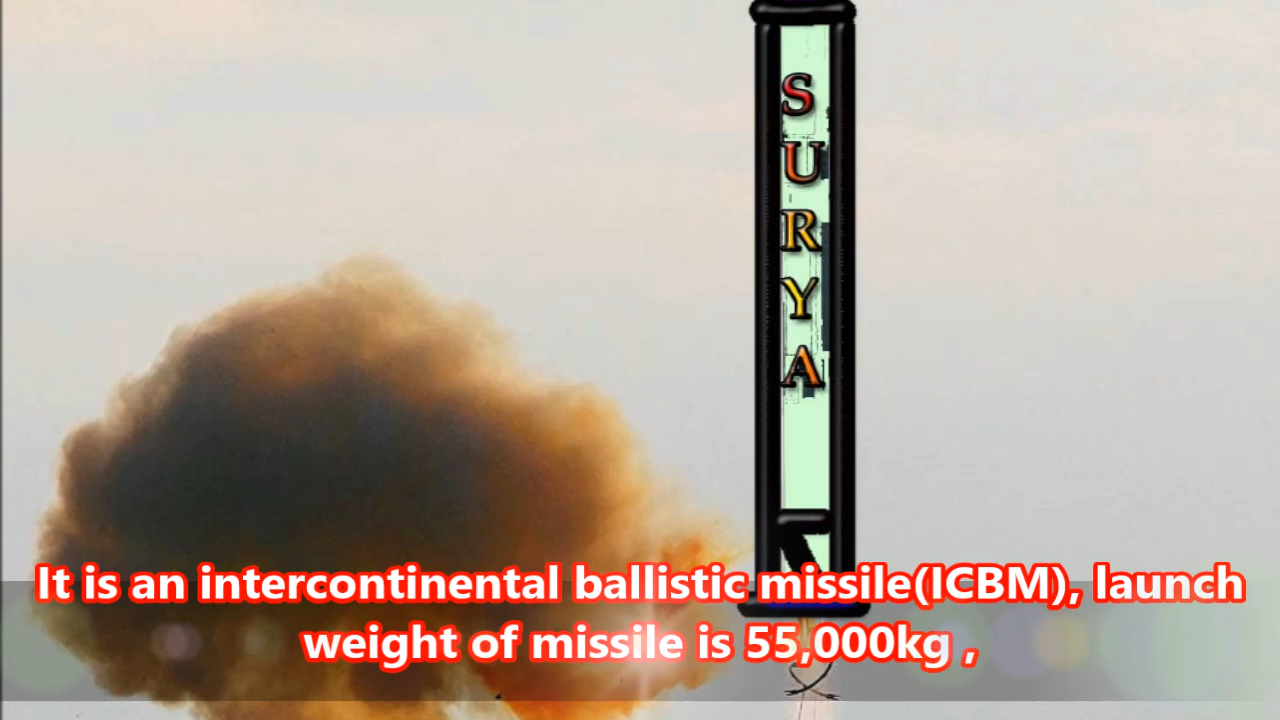 SURYA
It is an intercontinental ballistic missile(ICBM), launch
weight of missile is 55,000kg ,